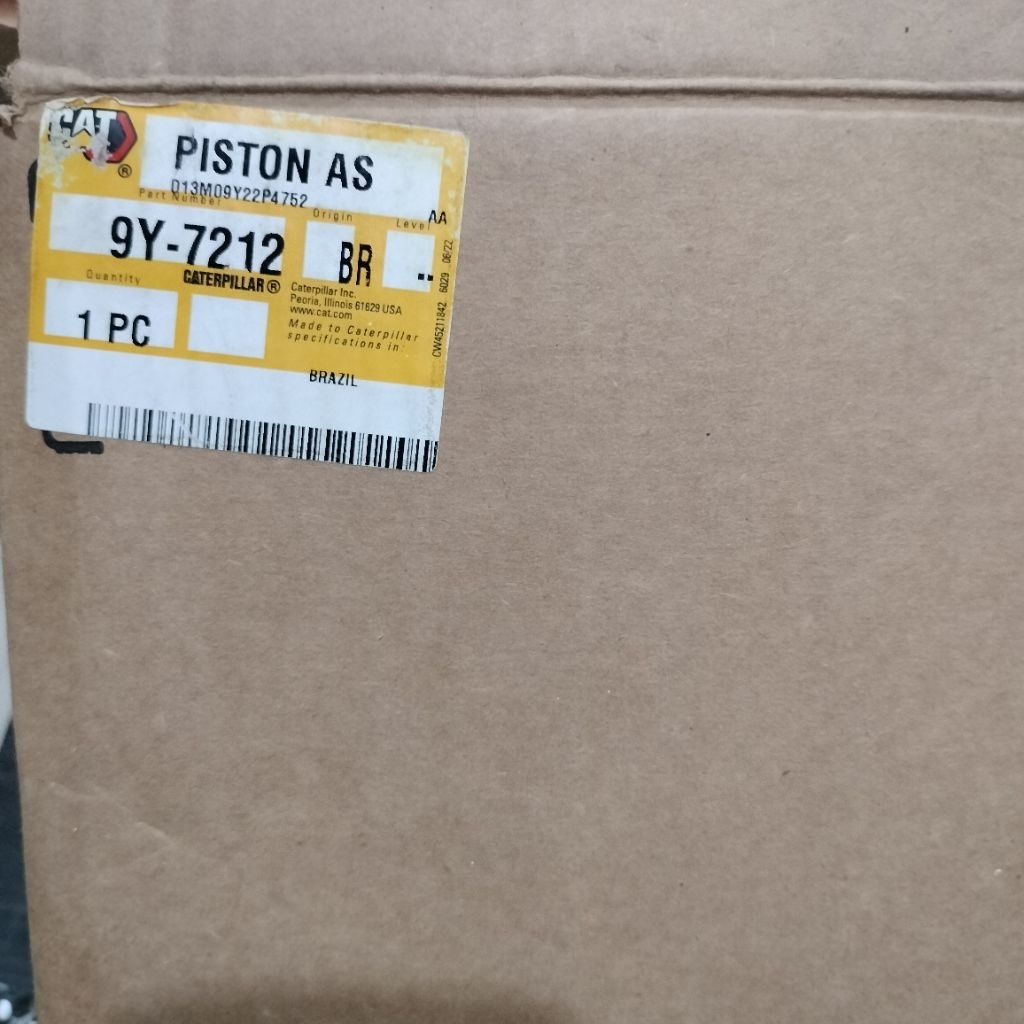 CAT®
PISTON AS
013M09Y22P4752
Part Number
Origin
Level
AA
9Y-7212
BR
--
Quantity
CATERPILLAR®
1 PC
Caterpillar Inc.
Peoria, Illinois 61629 USA
www.cat.com
Made to Caterpillar
specifications in:
BRAZIL
CW45211842 6029 06/22